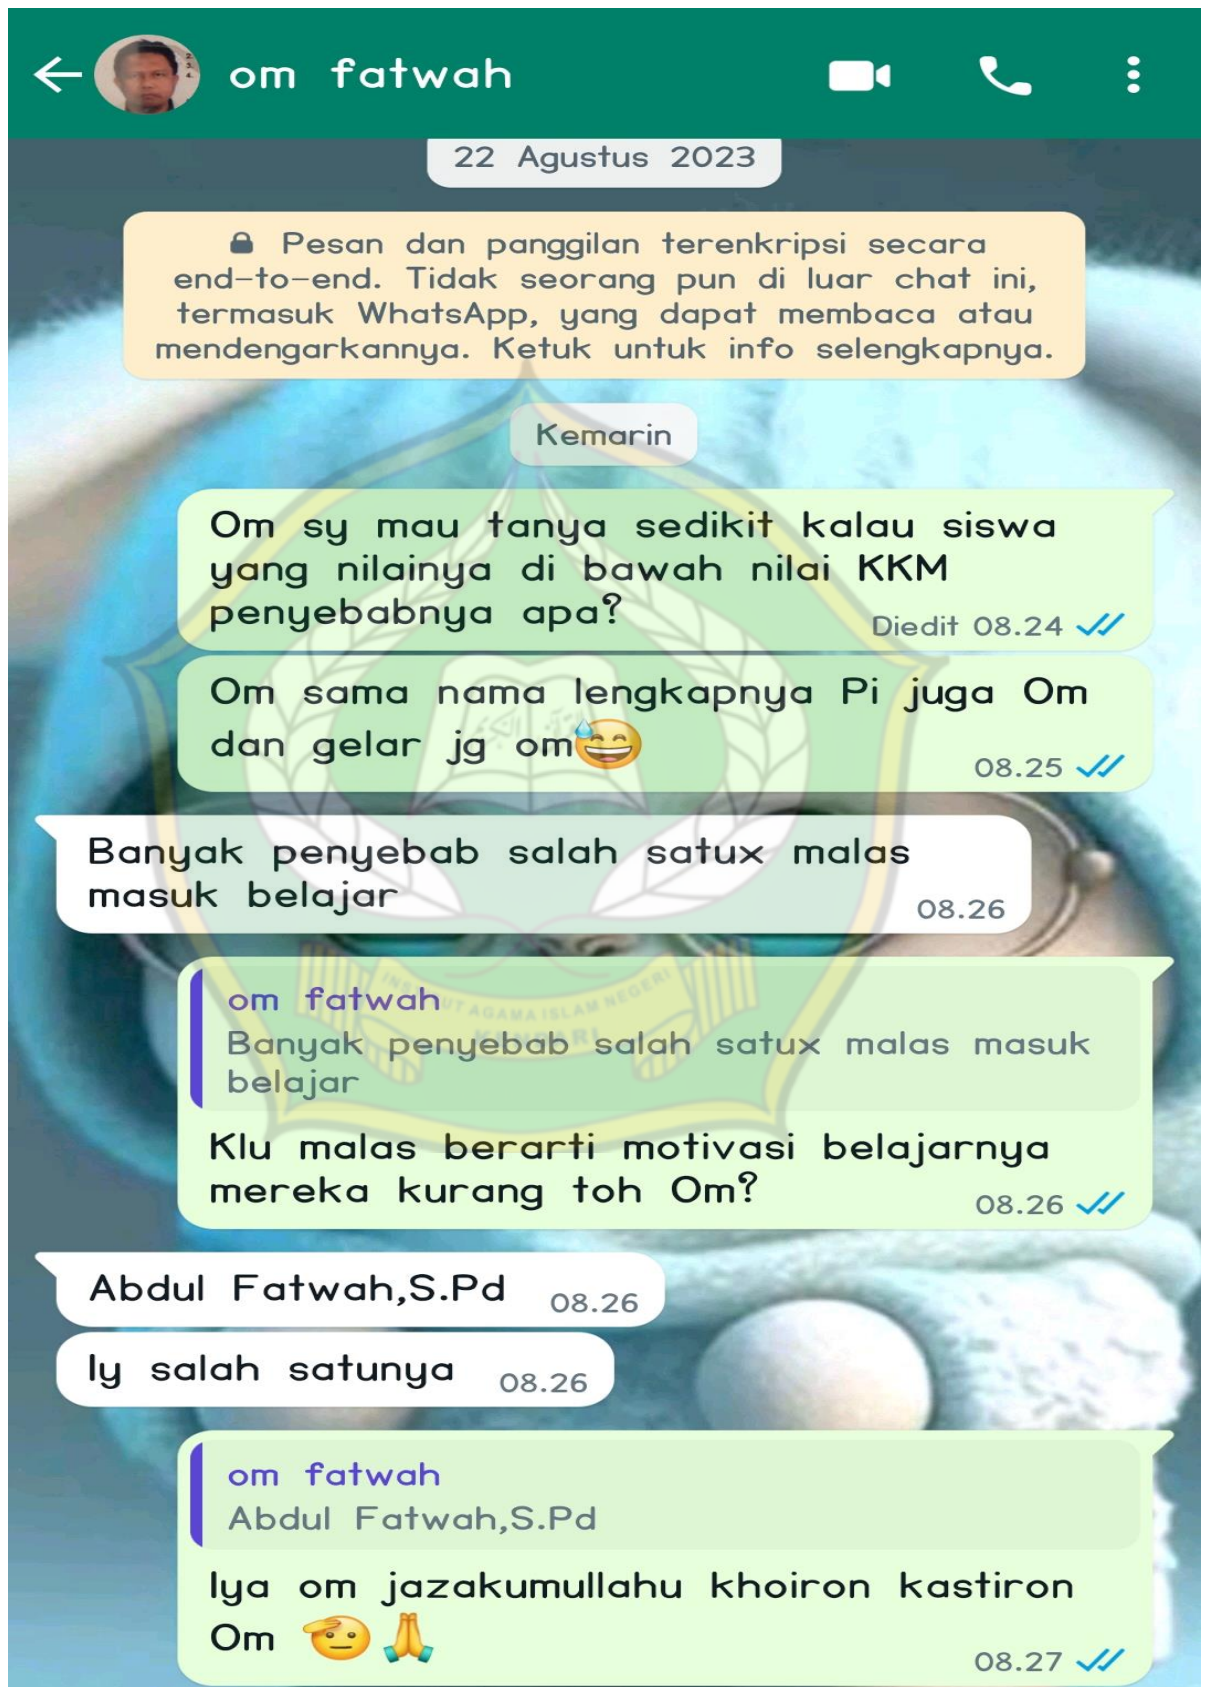 om fatwah
22 Agustus 2023
Pesan dan panggilan terenkripsi secara
end-to-end. Tidak seorang pun di luar chat ini,
termasuk WhatsApp, yang dapat membaca atau
mendengarkannya. Ketuk untuk info selengkapnya.
Kemarin
Om sy mau tanya sedikit kalau siswa
yang nilainya di bawah nilai KKM
penyebabnya apa?
Diedit 08.24
Om sama nama lengkapnya Pi juga Om
dan gelar jg om😅
08.25
Banyak penyebab salah satux malas
masuk belajar
08.26
om fatwah
Banyak penyebab salah satux malas masuk
belajar
Klu malas berarti motivasi belajarnya
mereka kurang toh Om?
08.26
Abdul Fatwah,S.Pd 08.26
Iy salah satunya 08.26
om fatwah
Abdul Fatwah,S.Pd
Iya om jazakumullahu khoiron kastiron
Om 🫡🙏
08.27
INSTITUT AGAMA ISLAM NEGERI
KENDARI